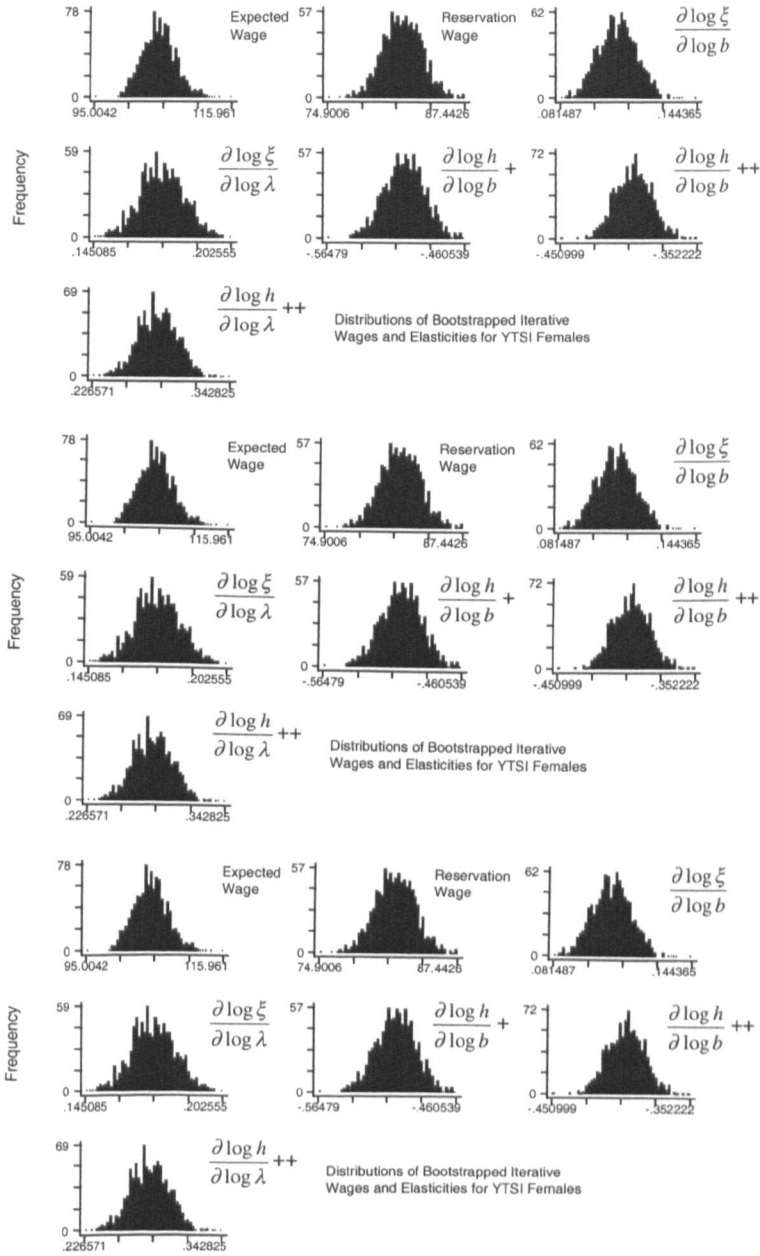 78 Expected Wage 0 95.0042 115.961
57 Reservation Wage 0 74.9006 87.4426
62 ∂ log ξ / ∂ log b 0 .081487 .144365
Frequency
59 ∂ log ξ / ∂ log λ 0 .145085 .202555
57 ∂ log h / ∂ log b + 0 -.56479 -.460539
72 ∂ log h / ∂ log b ++ 0 -.450999 -.352222
69 ∂ log h / ∂ log λ ++ 0 .226571 .342825
Distributions of Bootstrapped Iterative
Wages and Elasticities for YTSI Females
78 Expected Wage 0 95.0042 115.961
57 Reservation Wage 0 74.9006 87.4426
62 ∂ log ξ / ∂ log b 0 .081487 .144365
Frequency
59 ∂ log ξ / ∂ log λ 0 .145085 .202555
57 ∂ log h / ∂ log b + 0 -.56479 -.460539
72 ∂ log h / ∂ log b ++ 0 -.450999 -.352222
69 ∂ log h / ∂ log λ ++ 0 .226571 .342825
Distributions of Bootstrapped Iterative
Wages and Elasticities for YTSI Females
78 Expected Wage 0 95.0042 115.961
57 Reservation Wage 0 74.9006 87.4426
62 ∂ log ξ / ∂ log b 0 .081487 .144365
Frequency
59 ∂ log ξ / ∂ log λ 0 .145085 .202555
57 ∂ log h / ∂ log b + 0 -.56479 -.460539
72 ∂ log h / ∂ log b ++ 0 -.450999 -.352222
69 ∂ log h / ∂ log λ ++ 0 .226571 .342825
Distributions of Bootstrapped Iterative
Wages and Elasticities for YTSI Females